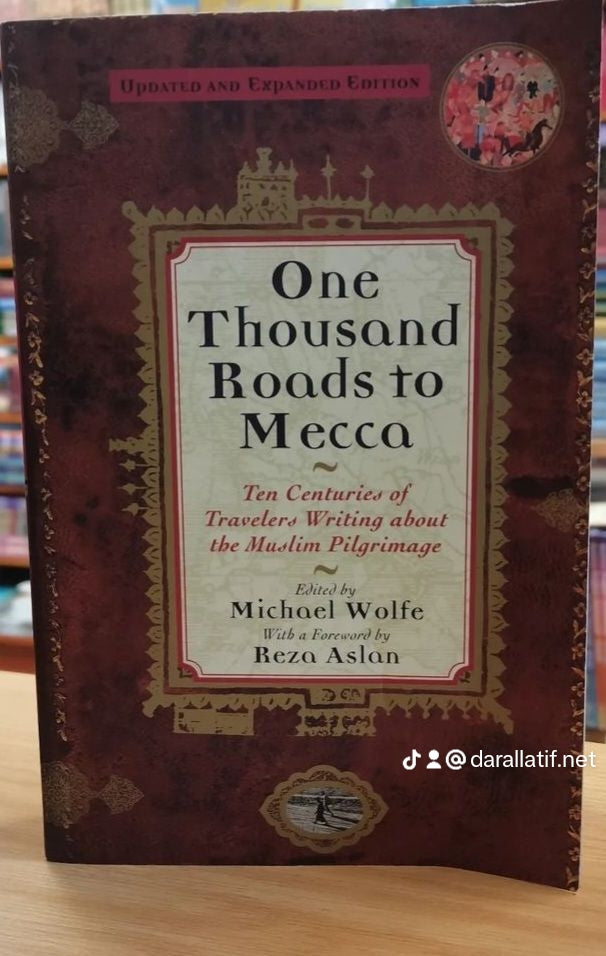 UPDATED AND EXPANDED EDITION
One
Thousand
Roads to
Mecca
~
Ten Centuries of
Travelers Writing about
the Muslim Pilgrimage
~
Edited by
Michael Wolfe
With a Foreword by
Reza Aslan
@darallatif.net